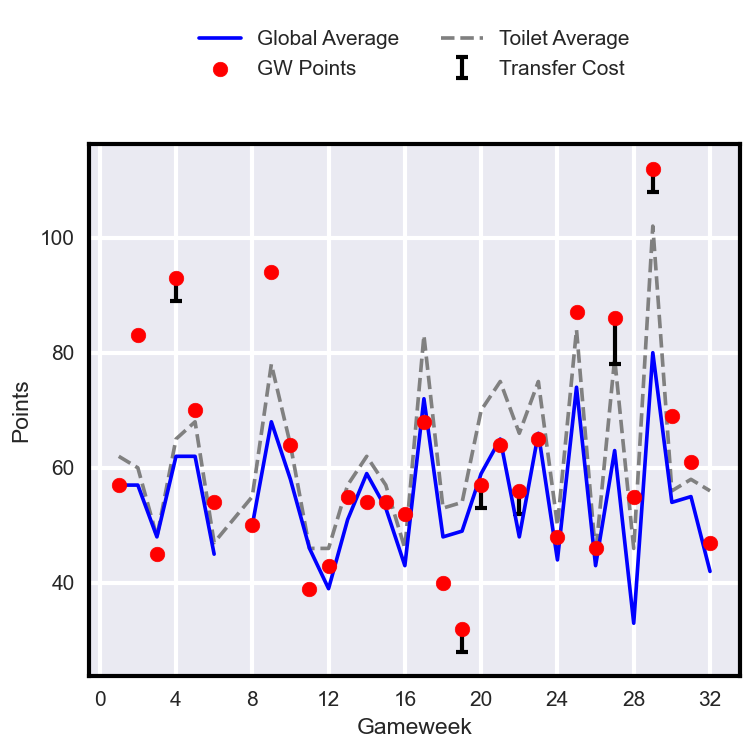 Global Average
Toilet Average
GW Points
Transfer Cost
Points
100
80
60
40
0 4 8 12 16 20 24 28 32
Gameweek